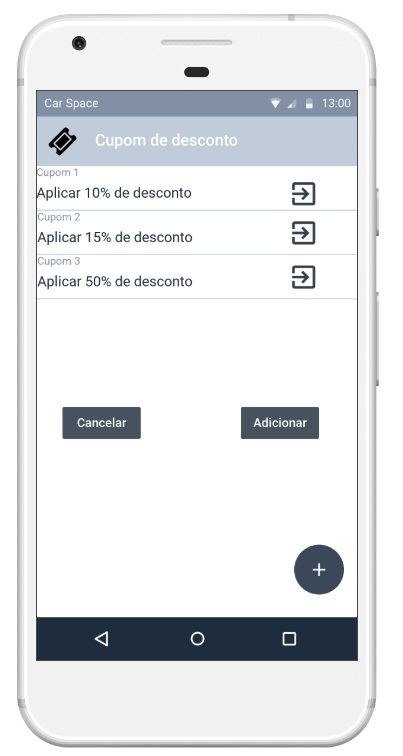 Car Space 13:00
Cupom de desconto
Cupom 1
Aplicar 10% de desconto
Cupom 2
Aplicar 15% de desconto
Cupom 3
Aplicar 50% de desconto
Cancelar Adicionar
+